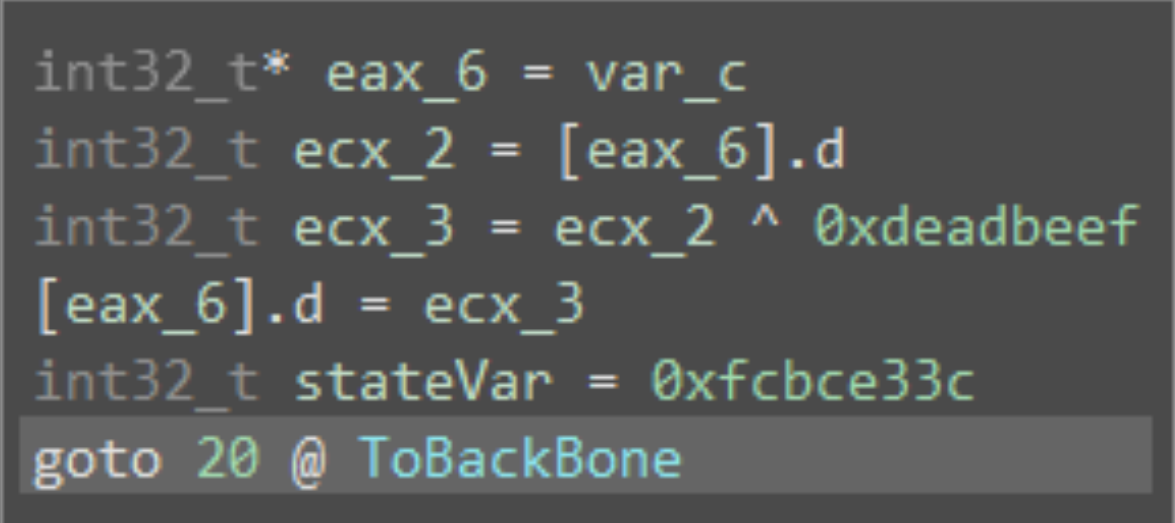 int32_t* eax_6 = var_c
int32_t ecx_2 = [eax_6].d
int32_t ecx_3 = ecx_2 ^ 0xdeadbeef
[eax_6].d = ecx_3
int32_t stateVar = 0xfcbce33c
goto 20 @ ToBackBone